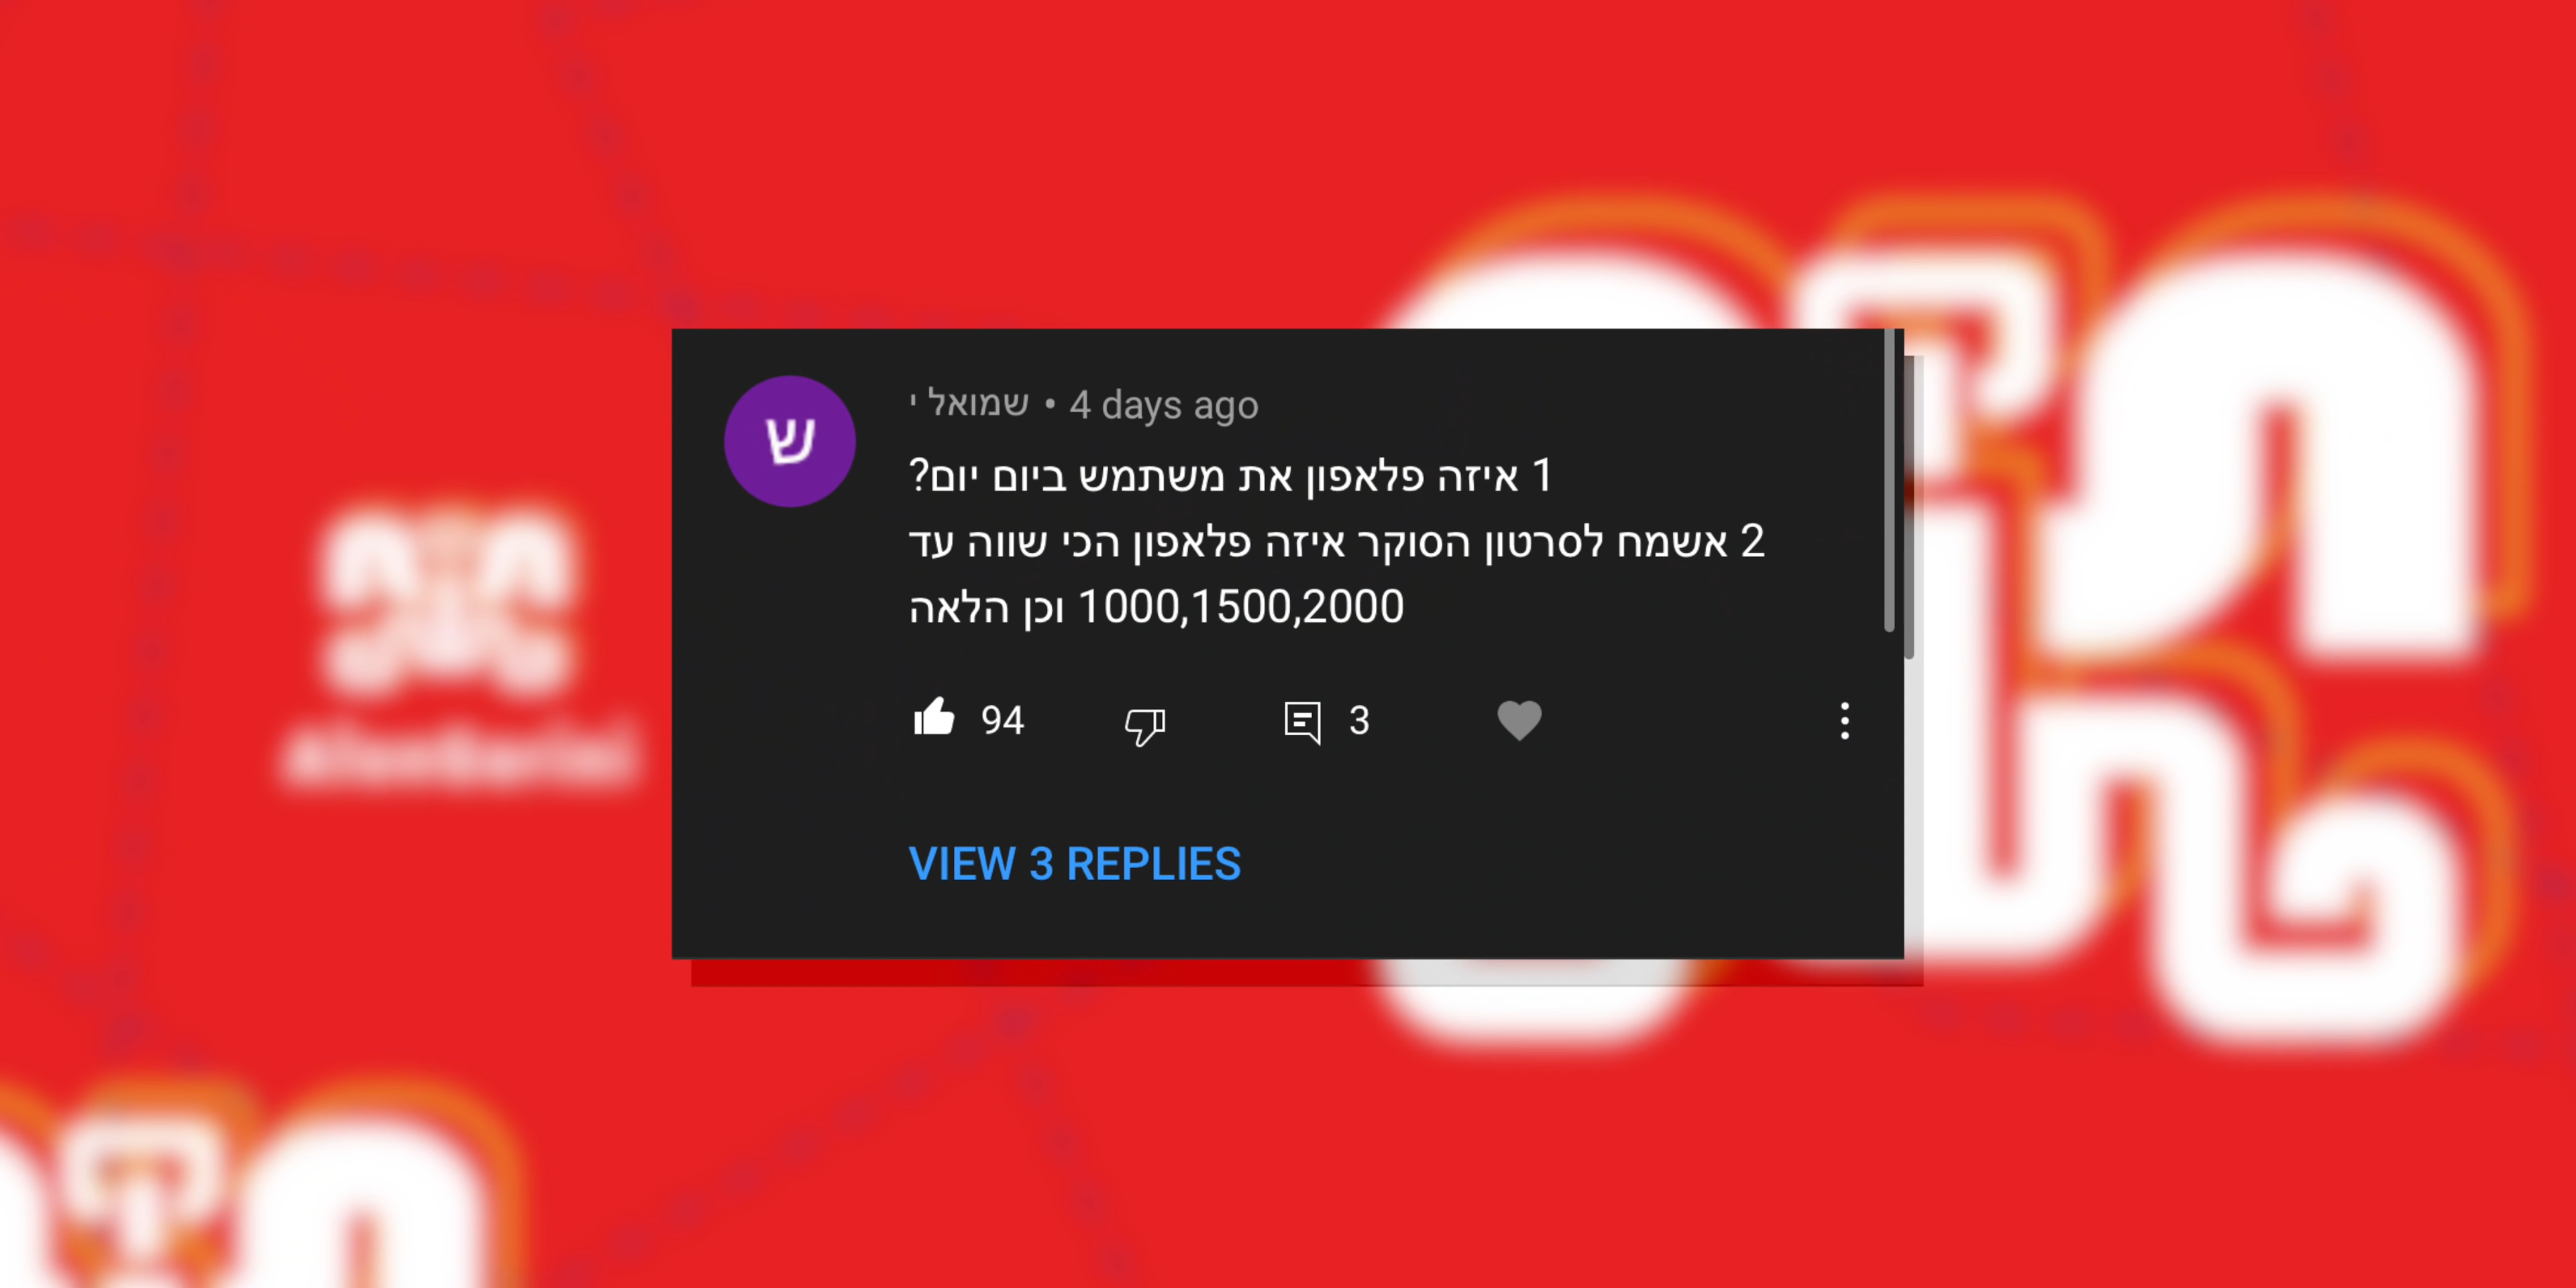 ש
שמואל י • 4 days ago
1 איזה פלאפון את משתמש ביום יום?
2 אשמח לסרטון הסוקר איזה פלאפון הכי שווה עד
1000,1500,2000 וכן הלאה
94
3
VIEW 3 REPLIES